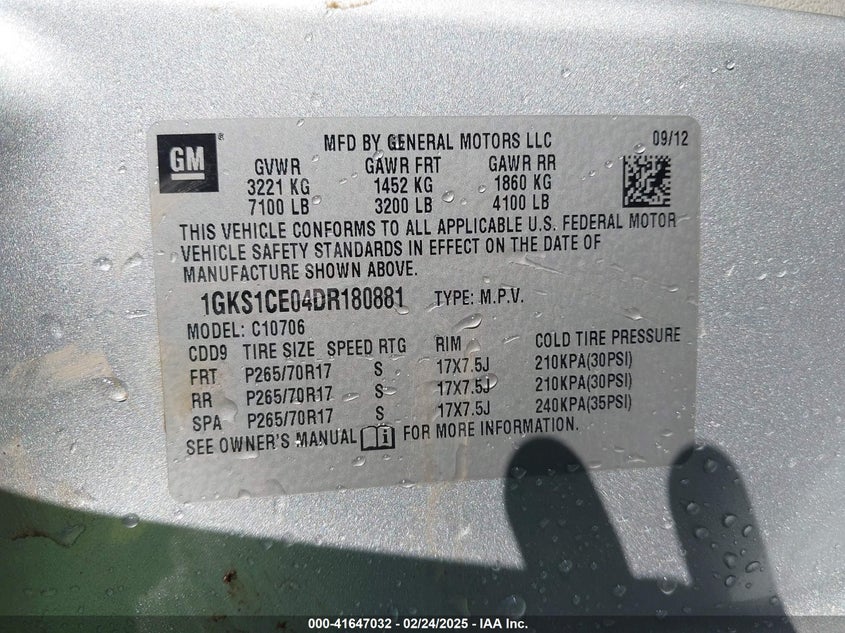 GM ®
MFD BY GENERAL MOTORS LLC 09/12
GVWR GAWR FRT GAWR RR
3221 KG 1452 KG 1860 KG
7100 LB 3200 LB 4100 LB
THIS VEHICLE CONFORMS TO ALL APPLICABLE U.S. FEDERAL MOTOR
VEHICLE SAFETY STANDARDS IN EFFECT ON THE DATE OF
MANUFACTURE SHOWN ABOVE.
1GKS1CE04DR180881 TYPE: M.P.V.
MODEL: C10706
CDD9 TIRE SIZE SPEED RTG RIM COLD TIRE PRESSURE
FRT P265/70R17 S 17X7.5J 210KPA(30PSI)
RR P265/70R17 S 17X7.5J 210KPA(30PSI)
SPA P265/70R17 S 17X7.5J 240KPA(35PSI)
SEE OWNER'S MANUAL FOR MORE INFORMATION.
000-41647032 - 02/24/2025 - IAA Inc.